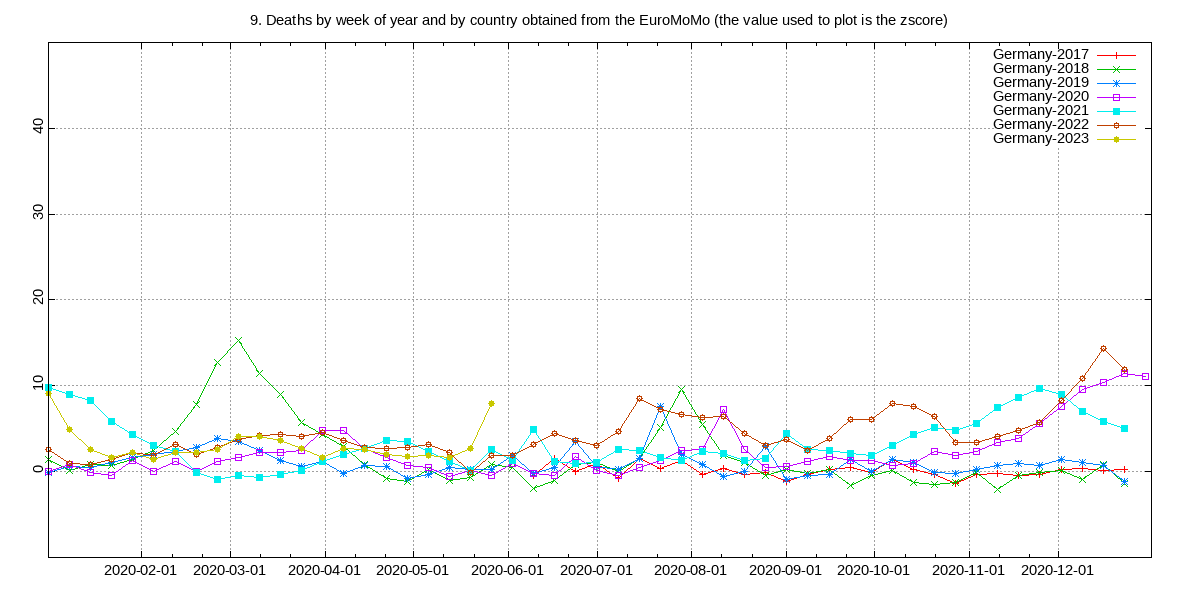 9. Deaths by week of year and by country obtained from the EuroMoMo (the value used to plot is the zscore)
Germany-2017
Germany-2018
Germany-2019
Germany-2020
Germany-2021
Germany-2022
Germany-2023
40
30
20
10
0
2020-02-01 2020-03-01 2020-04-01 2020-05-01 2020-06-01 2020-07-01 2020-08-01 2020-09-01 2020-10-01 2020-11-01 2020-12-01